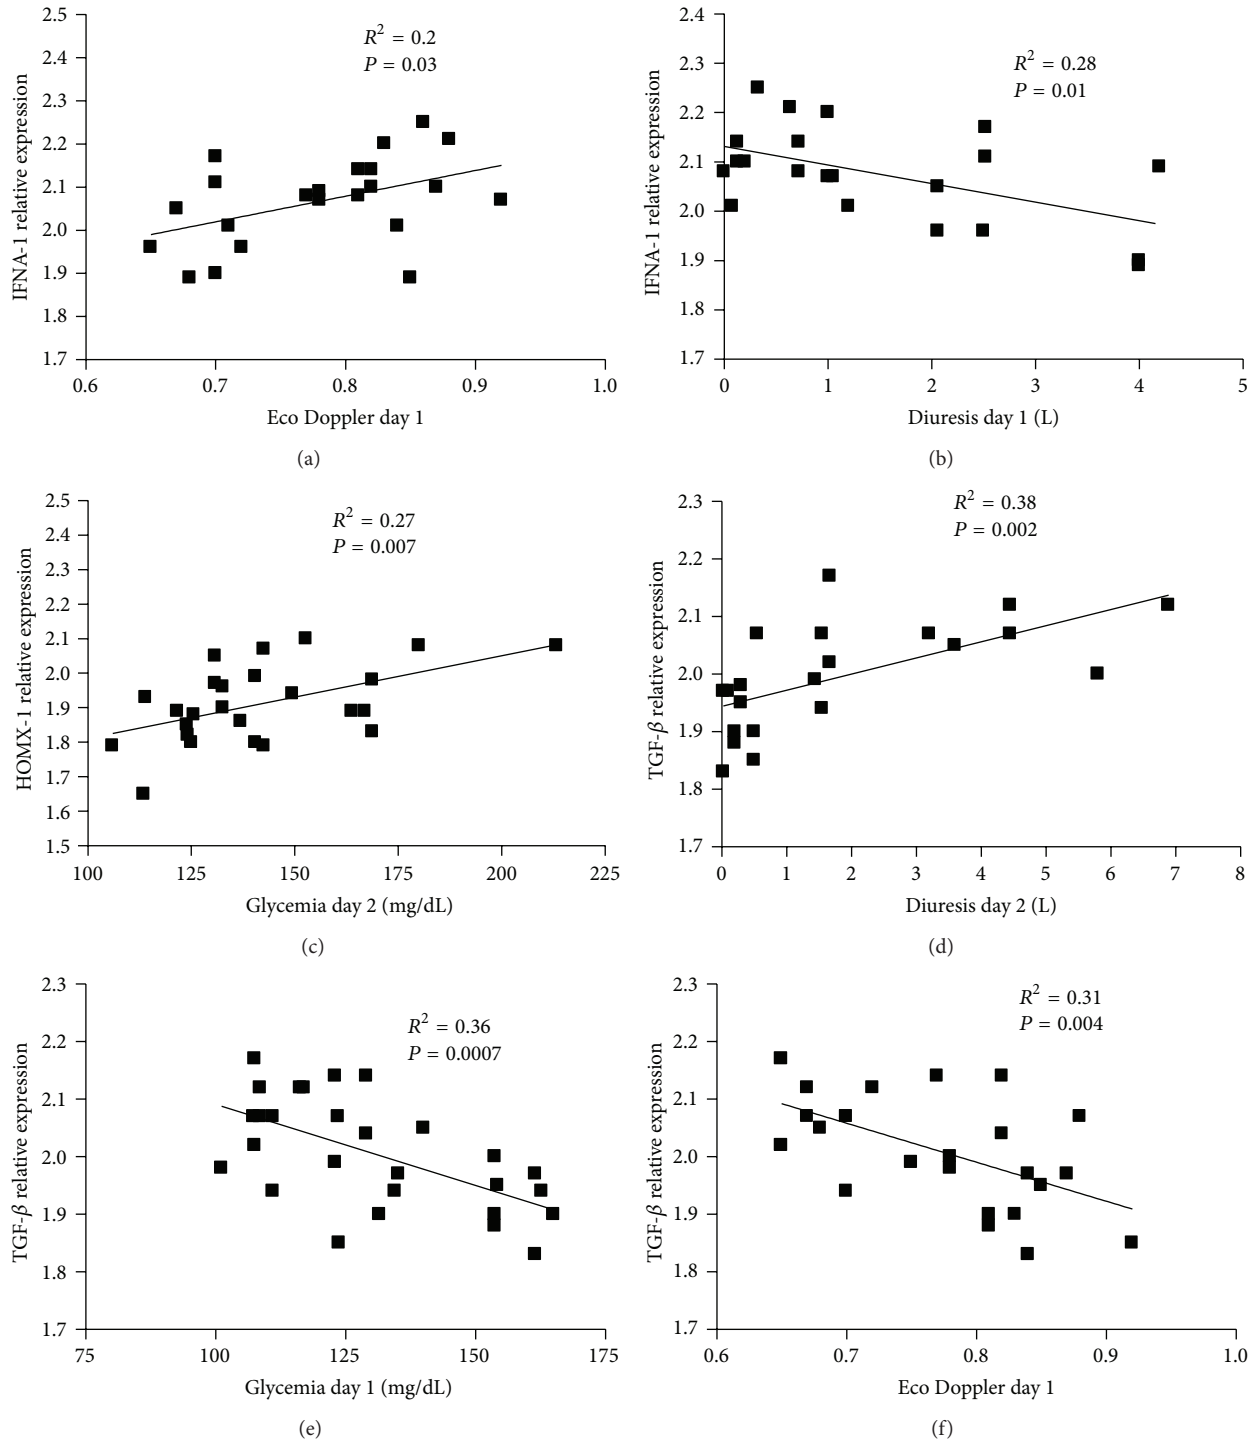 2.5
2.4
2.3
2.2
2.1
2.0
1.9
1.8
1.7
IFNA-1 relative expression
R² = 0.2
P = 0.03
0.6 0.7 0.8 0.9 1.0
Eco Doppler day 1
(a)
2.4
2.3
2.2
2.1
2.0
1.9
1.8
1.7
IFNA-1 relative expression
R² = 0.28
P = 0.01
0 1 2 3 4 5
Diuresis day 1 (L)
(b)
2.5
2.4
2.3
2.2
2.1
2.0
1.9
1.8
1.7
1.6
1.5
HOMX-1 relative expression
R² = 0.27
P = 0.007
100 125 150 175 200 225
Glycemia day 2 (mg/dL)
(c)
2.3
2.2
2.1
2.0
1.9
1.8
1.7
TGF-β relative expression
R² = 0.38
P = 0.002
0 1 2 3 4 5 6 7 8
Diuresis day 2 (L)
(d)
2.3
2.2
2.1
2.0
1.9
1.8
1.7
TGF-β relative expression
R² = 0.36
P = 0.0007
75 100 125 150 175
Glycemia day 1 (mg/dL)
(e)
2.3
2.2
2.1
2.0
1.9
1.8
1.7
TGF-β relative expression
R² = 0.31
P = 0.004
0.6 0.7 0.8 0.9 1.0
Eco Doppler day 1
(f)